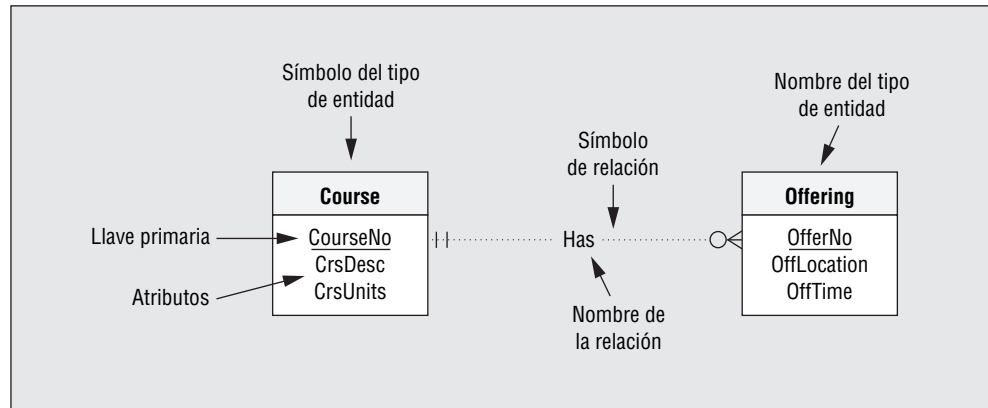 Símbolo del tipo
de entidad
Nombre del tipo
de entidad
Símbolo
de relación
Course
Offering
Llave primaria
CourseNo
Has
OfferNo
CrsDesc
OffLocation
Atributos
CrsUnits
OffTime
Nombre de
la relación